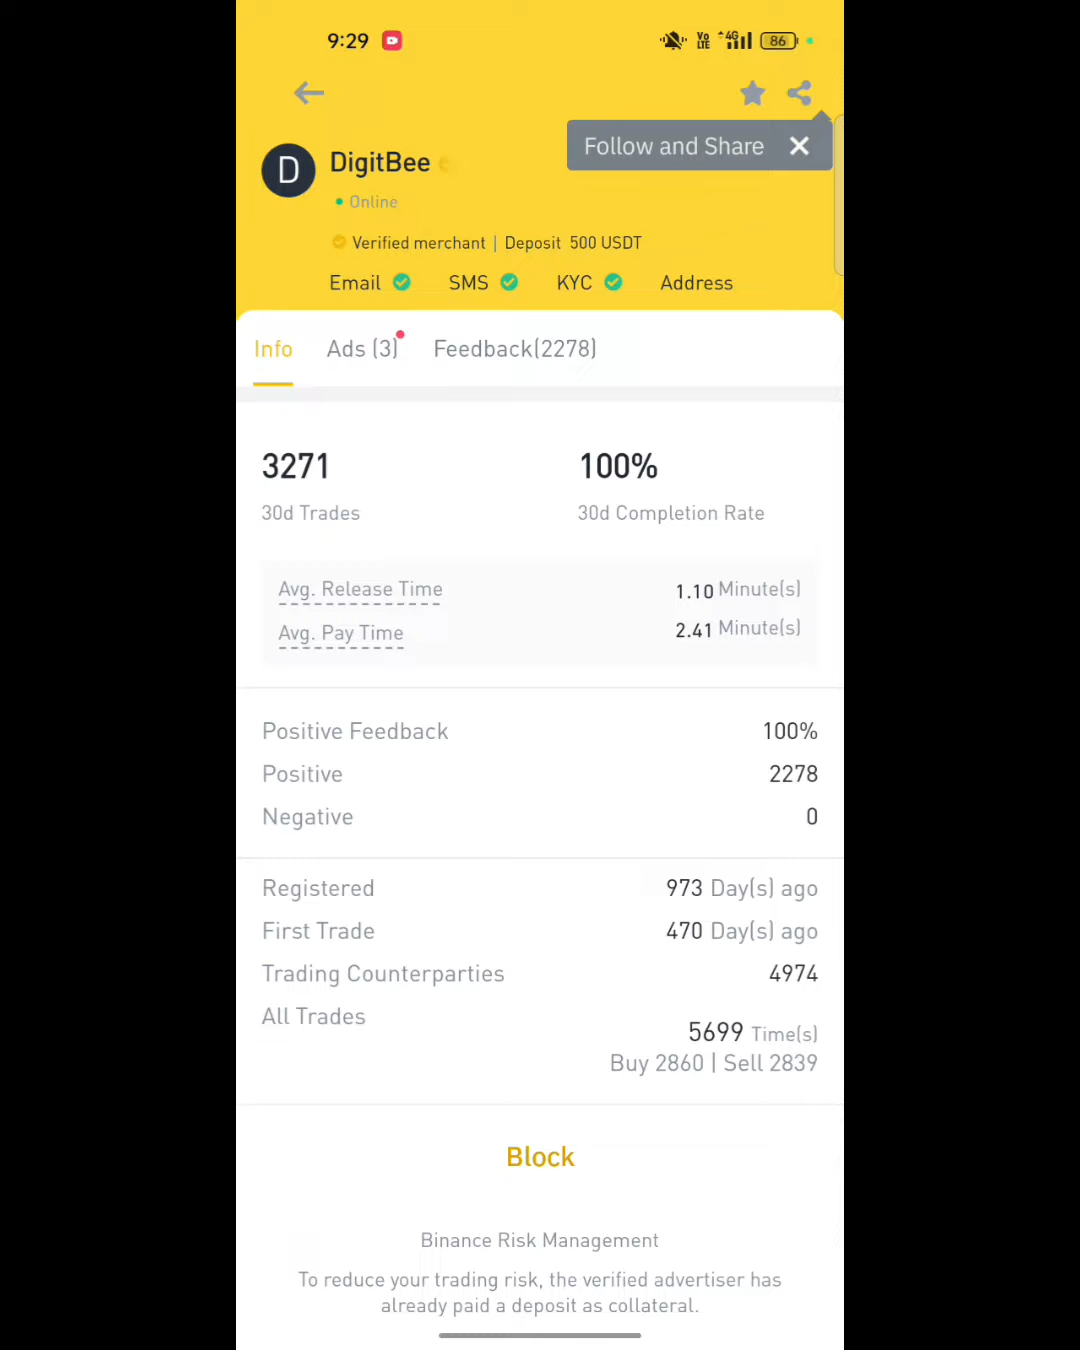 9:29
Vo LTE 4G 86
Follow and Share
D DigitBee
Online
Verified merchant | Deposit 500 USDT
Email SMS KYC Address
Info Ads (3) Feedback(2278)
3271 100%
30d Trades 30d Completion Rate
Avg. Release Time 1.10 Minute(s)
Avg. Pay Time 2.41 Minute(s)
Positive Feedback 100%
Positive 2278
Negative 0
Registered 973 Day(s) ago
First Trade 470 Day(s) ago
Trading Counterparties 4974
All Trades 5699 Time(s)
Buy 2860 | Sell 2839
Block
Binance Risk Management
To reduce your trading risk, the verified advertiser has
already paid a deposit as collateral.